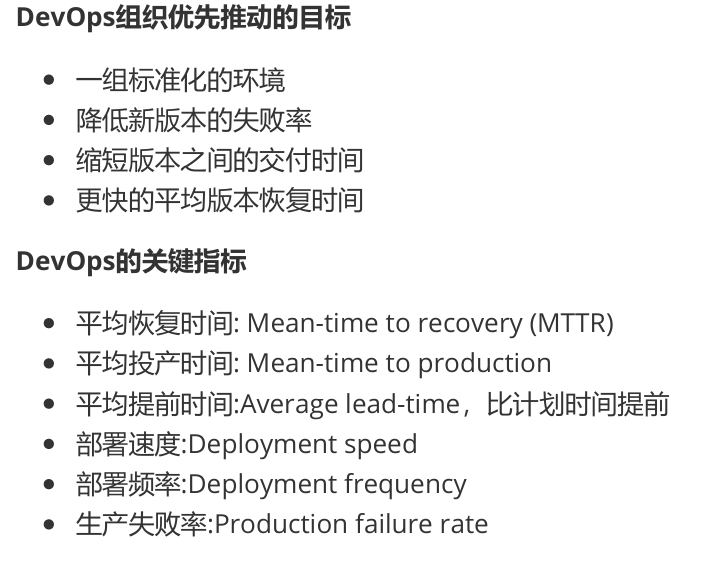 DevOps组织优先推动的目标
一组标准化的环境
降低新版本的失败率
缩短版本之间的交付时间
更快的平均版本恢复时间
DevOps的关键指标
平均恢复时间: Mean-time to recovery (MTTR)
平均投产时间: Mean-time to production
平均提前时间:Average lead-time，比计划时间提前
部署速度:Deployment speed
部署频率:Deployment frequency
生产失败率:Production failure rate